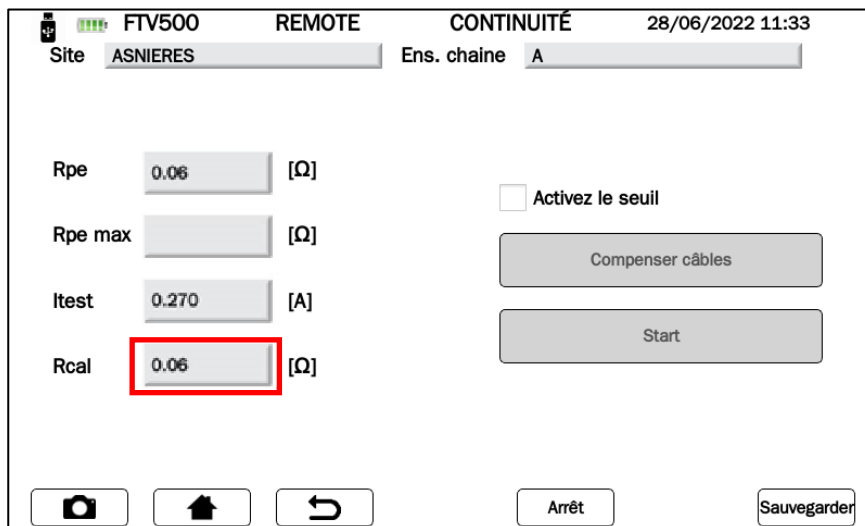 FTV500 REMOTE CONTINUITÉ 28/06/2022 11:33
Site ASNIERES Ens. chaine A
Rpe 0.06 [Ω]
Activez le seuil
Rpe max [Ω]
Compenser câbles
Itest 0.270 [A]
Start
Rcal 0.06 [Ω]
Arrêt Sauvegarder